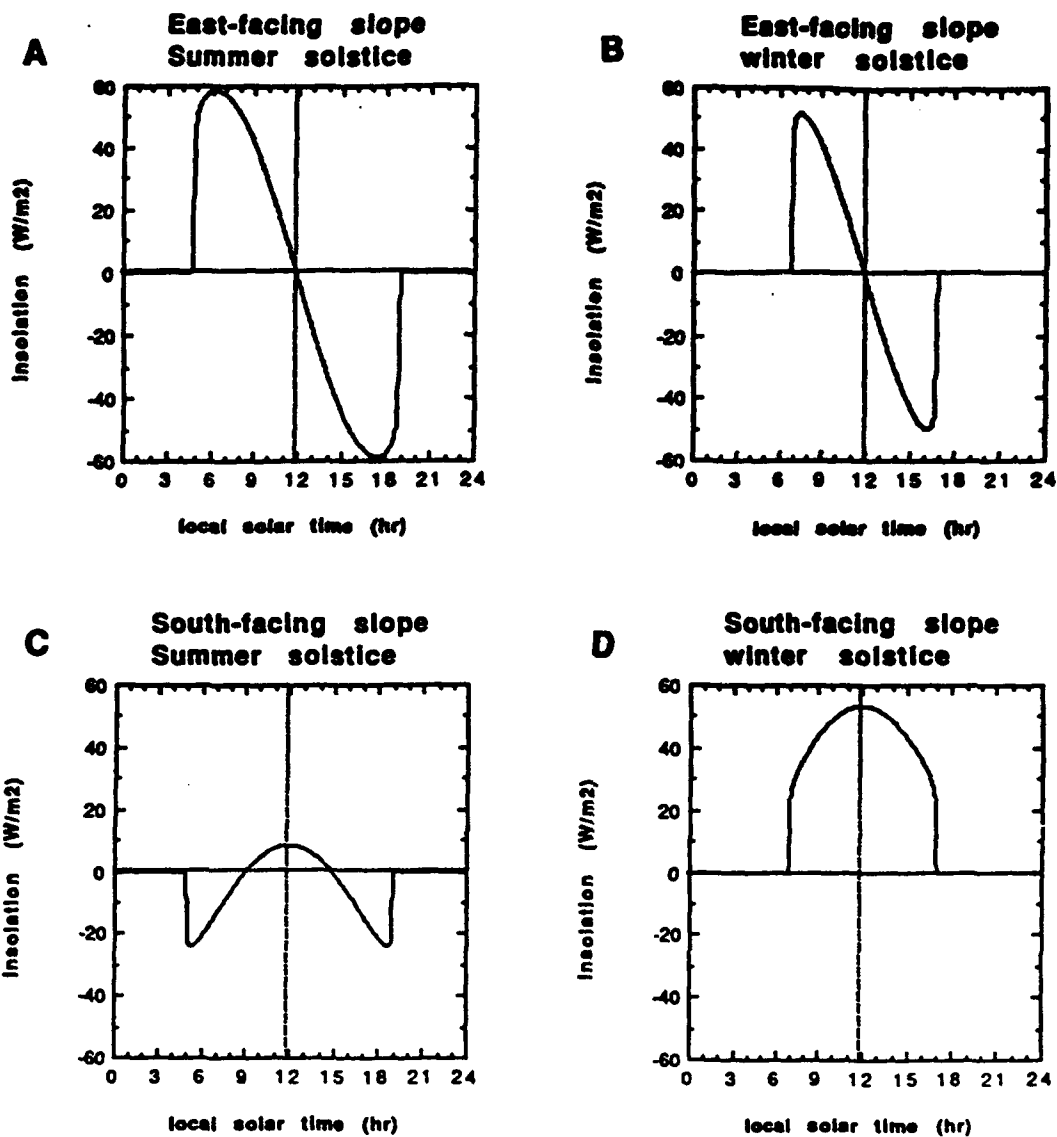 A
East-facing slope
Summer solstice
60
40
20
0
-20
-40
-60
Insolation (W/m2)
0 3 6 9 12 15 18 21 24
local solar time (hr)
B
East-facing slope
winter solstice
60
40
20
0
-20
-40
-60
Insolation (W/m2)
0 3 6 9 12 15 18 21 24
local solar time (hr)
C
South-facing slope
Summer solstice
60
40
20
0
-20
-40
-60
Insolation (W/m2)
0 3 6 9 12 15 18 21 24
local solar time (hr)
D
South-facing slope
winter solstice
60
40
20
0
-20
-40
-60
Insolation (W/m2)
0 3 6 9 12 15 18 21 24
local solar time (hr)